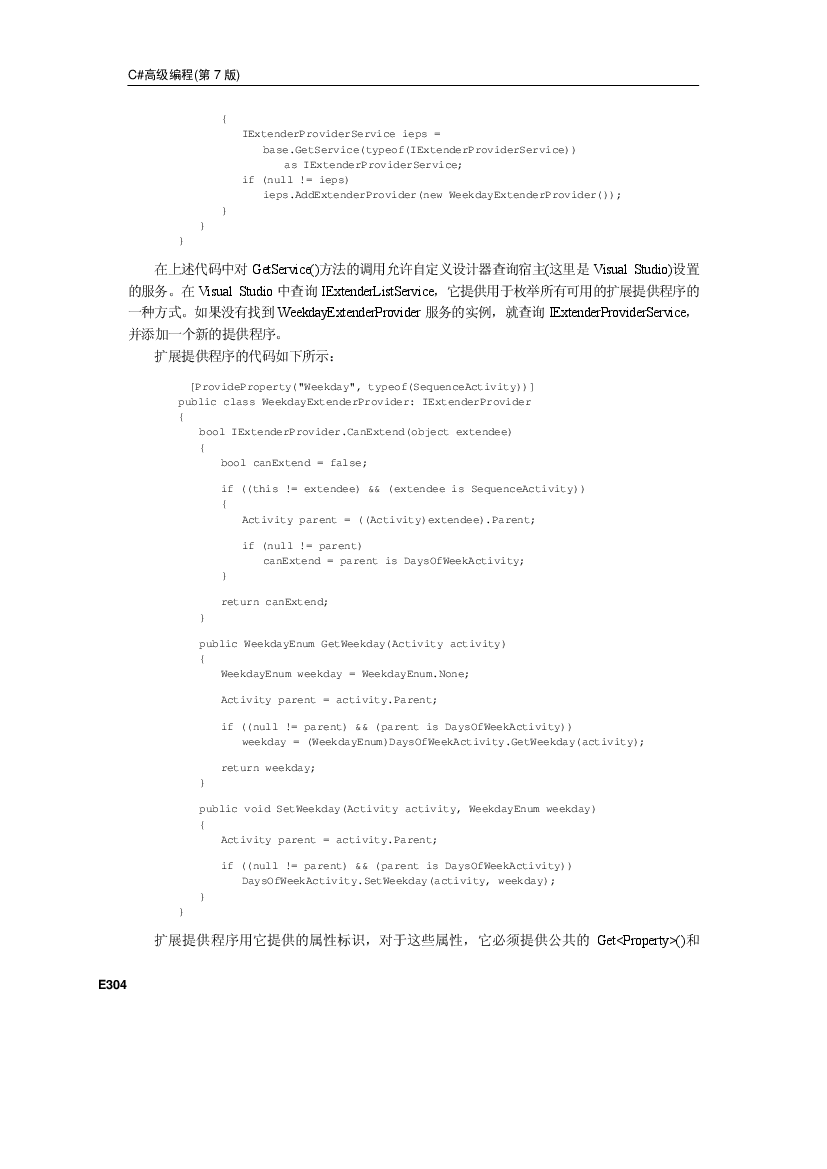 C#高级编程(第 7 版)
{
IExtenderProviderService ieps =
base.GetService(typeof(IExtenderProviderService))
as IExtenderProviderService;
if (null != ieps)
ieps.AddExtenderProvider(new WeekdayExtenderProvider());
}
}
}
在上述代码中对 GetService()方法的调用允许自定义设计器查询宿主(这里是 Visual Studio)设置
的服务。在 Visual Studio 中查询 IExtenderListService，它提供用于枚举所有可用的扩展提供程序的
一种方式。如果没有找到 WeekdayExtenderProvider 服务的实例，就查询 IExtenderProviderService，
并添加一个新的提供程序。
扩展提供程序的代码如下所示：
[ProvideProperty("Weekday", typeof(SequenceActivity))]
public class WeekdayExtenderProvider: IExtenderProvider
{
bool IExtenderProvider.CanExtend(object extendee)
{
bool canExtend = false;
if ((this != extendee) && (extendee is SequenceActivity))
{
Activity parent = ((Activity)extendee).Parent;
if (null != parent)
canExtend = parent is DaysOfWeekActivity;
}
return canExtend;
}
public WeekdayEnum GetWeekday(Activity activity)
{
WeekdayEnum weekday = WeekdayEnum.None;
Activity parent = activity.Parent;
if ((null != parent) && (parent is DaysOfWeekActivity))
weekday = (WeekdayEnum)DaysOfWeekActivity.GetWeekday(activity);
return weekday;
}
public void SetWeekday(Activity activity, WeekdayEnum weekday)
{
Activity parent = activity.Parent;
if ((null != parent) && (parent is DaysOfWeekActivity))
DaysOfWeekActivity.SetWeekday(activity, weekday);
}
}
扩展提供程序用它提供的属性标识，对于这些属性，它必须提供公共的 Get<Property>()和
E304